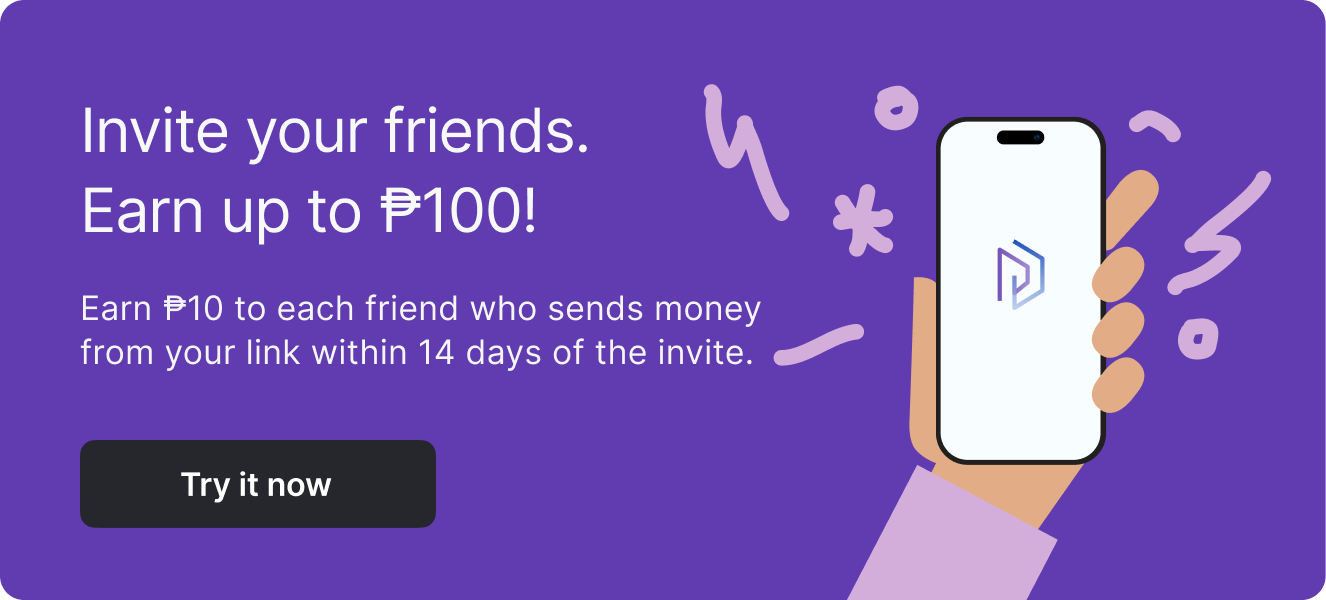 Invite your friends.
Earn up to ₱100!
Earn ₱10 to each friend who sends money
from your link within 14 days of the invite.
Try it now